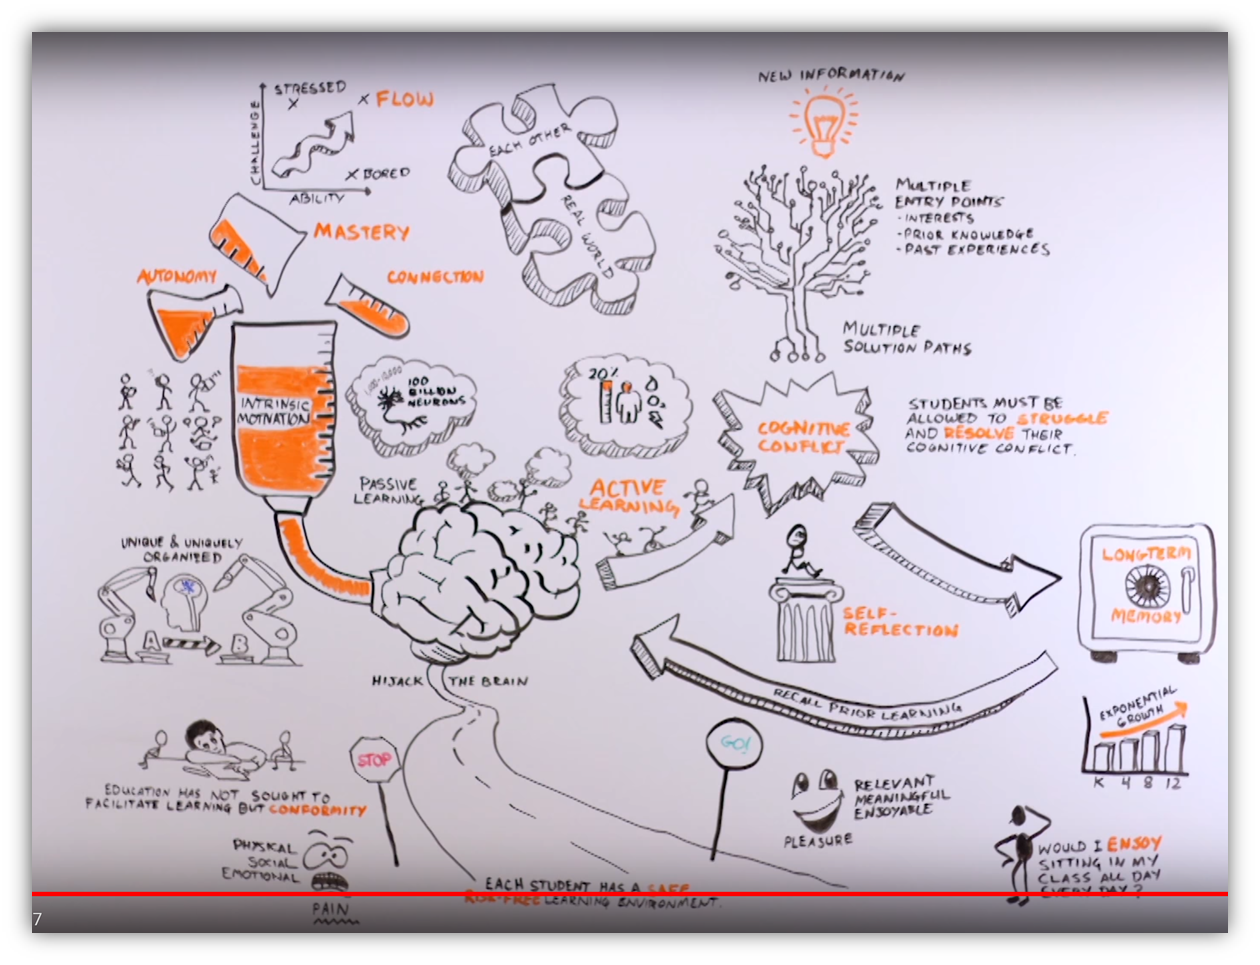 STRESSED
FLOW
CHALLENGE
BORED
ABILITY
MASTERY
AUTONOMY
CONNECTION
INTRINSIC
MOTIVATION
EACH OTHER
REAL WORLD
NEW INFORMATION
MULTIPLE
ENTRY POINTS
- INTERESTS
- PRIOR KNOWLEDGE
- PAST EXPERIENCES
MULTIPLE
SOLUTION PATHS
100
BILLION
NEURONS
20%
O₂
COGNITIVE
CONFLICT
STUDENTS MUST BE
ALLOWED TO STRUGGLE
AND RESOLVE THEIR
COGNITIVE CONFLICT.
PASSIVE
LEARNING
ACTIVE
LEARNING
UNIQUE & UNIQUELY
ORGANIZED
A
B
LONG TERM
MEMORY
SELF-
REFLECTION
HIJACK THE BRAIN
RECALL PRIOR LEARNING
EXPONENTIAL
GROWTH
K 4 8 12
STOP
GO!
EDUCATION HAS NOT SOUGHT TO
FACILITATE LEARNING BUT CONFORMITY
RELEVANT
MEANINGFUL
ENJOYABLE
PLEASURE
PHYSICAL
SOCIAL
EMOTIONAL
PAIN
WOULD I ENJOY
SITTING IN MY
CLASS ALL DAY
EVERY DAY?
EACH STUDENT HAS A SAFE
RISK-FREE LEARNING ENVIRONMENT.
7